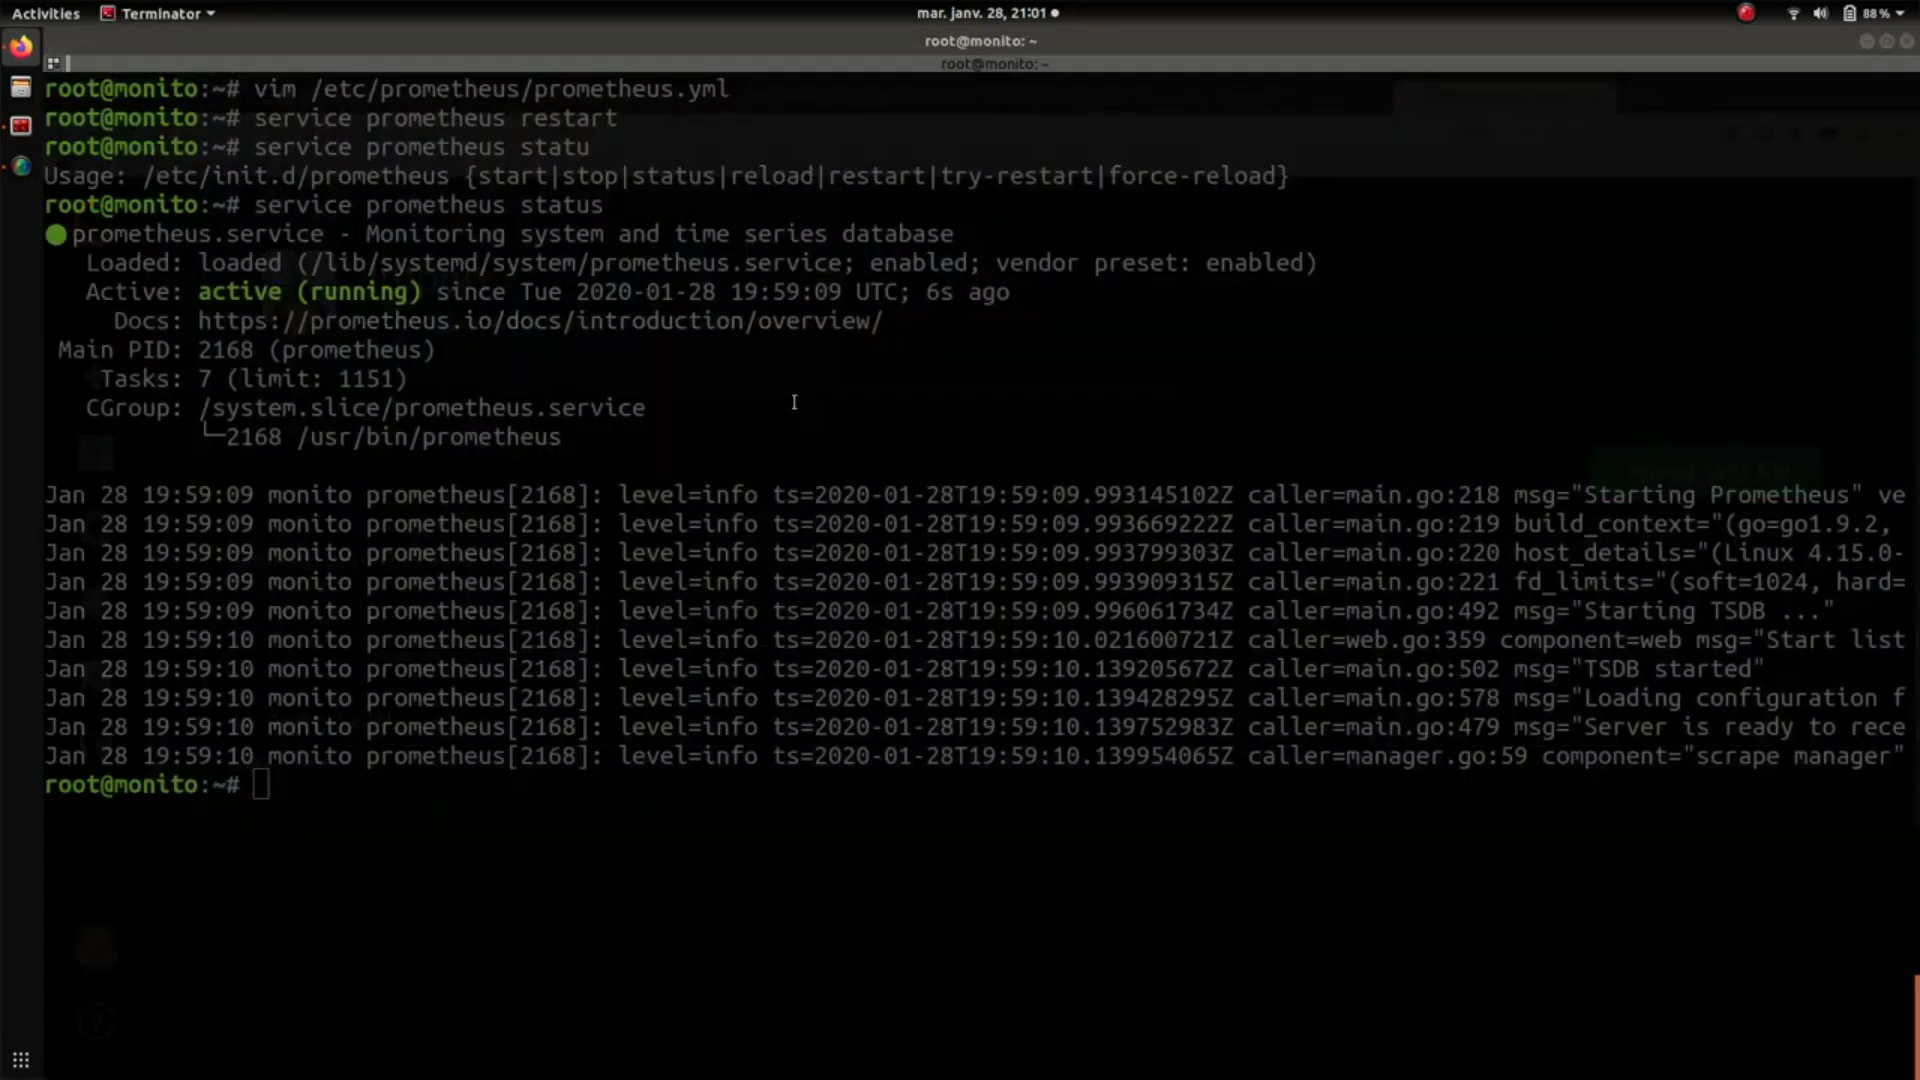 Activities Terminator mar. janv. 28, 21:01 88 %
root@monito: ~
root@monito: ~
root@monito:~# vim /etc/prometheus/prometheus.yml
root@monito:~# service prometheus restart
root@monito:~# service prometheus statu
Usage: /etc/init.d/prometheus {start|stop|status|reload|restart|try-restart|force-reload}
root@monito:~# service prometheus status
prometheus.service - Monitoring system and time series database
Loaded: loaded (/lib/systemd/system/prometheus.service; enabled; vendor preset: enabled)
Active: active (running) since Tue 2020-01-28 19:59:09 UTC; 6s ago
Docs: https://prometheus.io/docs/introduction/overview/
Main PID: 2168 (prometheus)
Tasks: 7 (limit: 1151)
CGroup: /system.slice/prometheus.service
└─2168 /usr/bin/prometheus
Jan 28 19:59:09 monito prometheus[2168]: level=info ts=2020-01-28T19:59:09.993145102Z caller=main.go:218 msg="Starting Prometheus" ve
Jan 28 19:59:09 monito prometheus[2168]: level=info ts=2020-01-28T19:59:09.993669222Z caller=main.go:219 build_context="(go=go1.9.2,
Jan 28 19:59:09 monito prometheus[2168]: level=info ts=2020-01-28T19:59:09.993799303Z caller=main.go:220 host_details="(Linux 4.15.0-
Jan 28 19:59:09 monito prometheus[2168]: level=info ts=2020-01-28T19:59:09.993909315Z caller=main.go:221 fd_limits="(soft=1024, hard=
Jan 28 19:59:09 monito prometheus[2168]: level=info ts=2020-01-28T19:59:09.996061734Z caller=main.go:492 msg="Starting TSDB ..."
Jan 28 19:59:10 monito prometheus[2168]: level=info ts=2020-01-28T19:59:10.021600721Z caller=web.go:359 component=web msg="Start list
Jan 28 19:59:10 monito prometheus[2168]: level=info ts=2020-01-28T19:59:10.139205672Z caller=main.go:502 msg="TSDB started"
Jan 28 19:59:10 monito prometheus[2168]: level=info ts=2020-01-28T19:59:10.139428295Z caller=main.go:578 msg="Loading configuration f
Jan 28 19:59:10 monito prometheus[2168]: level=info ts=2020-01-28T19:59:10.139752983Z caller=main.go:479 msg="Server is ready to rece
Jan 28 19:59:10 monito prometheus[2168]: level=info ts=2020-01-28T19:59:10.139954065Z caller=manager.go:59 component="scrape manager"
root@monito:~#